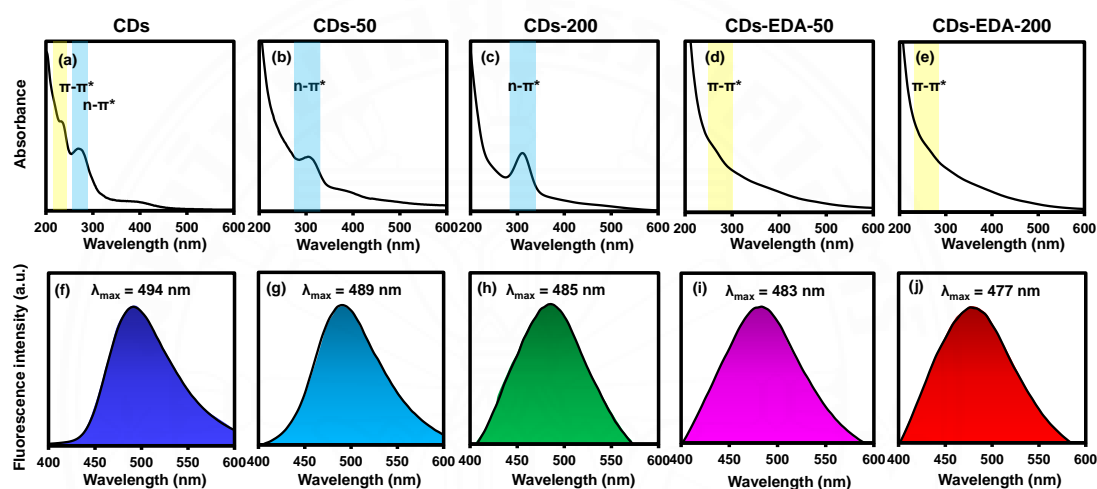 CDs
CDs-50
CDs-200
CDs-EDA-50
CDs-EDA-200
Absorbance
(a)
π-π*
n-π*
200 300 400 500 600
Wavelength (nm)
(b)
n-π*
200 300 400 500 600
Wavelength (nm)
(c)
n-π*
200 300 400 500 600
Wavelength (nm)
(d)
π-π*
200 300 400 500 600
Wavelength (nm)
(e)
π-π*
200 300 400 500 600
Wavelength (nm)
Fluorescence intensity (a.u.)
(f) λmax = 494 nm
400 450 500 550 600
Wavelength (nm)
(g) λmax = 489 nm
400 450 500 550 600
Wavelength (nm)
(h) λmax = 485 nm
400 450 500 550 600
Wavelength (nm)
(i) λmax = 483 nm
400 450 500 550 600
Wavelength (nm)
(j) λmax = 477 nm
400 450 500 550 600
Wavelength (nm)